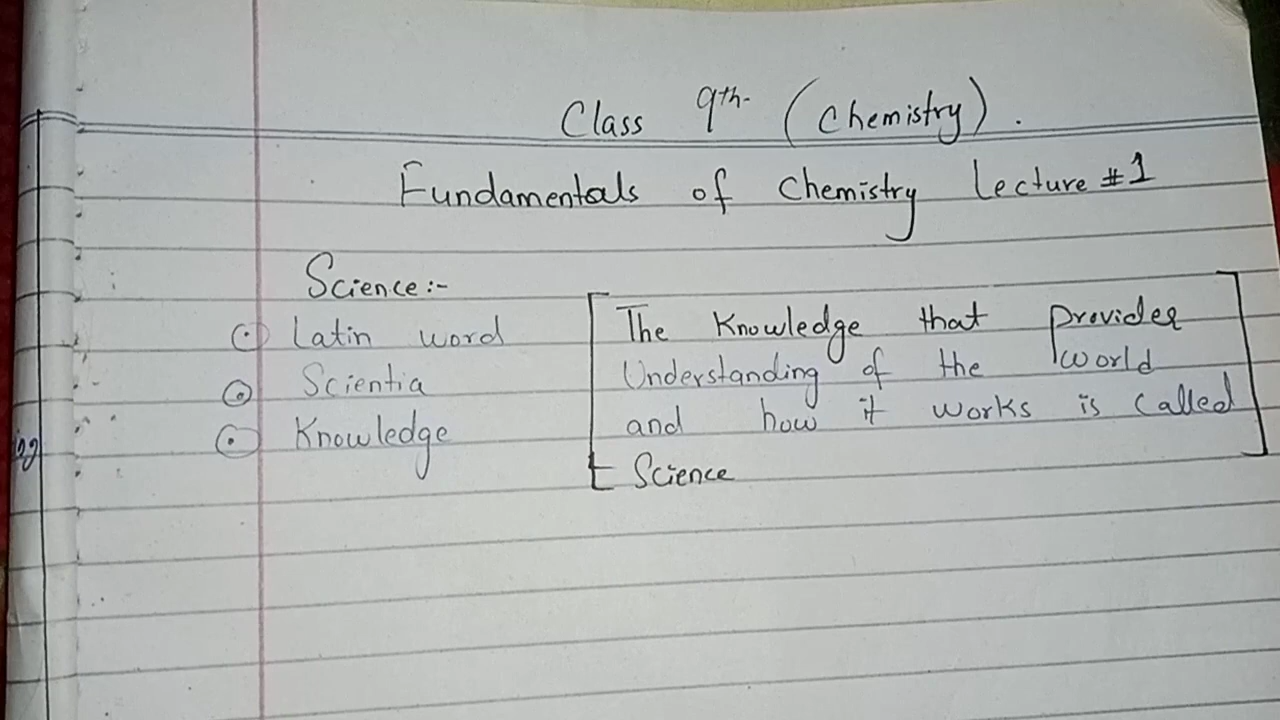 Class 9th. (Chemistry).
Fundamentals of Chemistry Lecture #1
Science:-
Latin word
Scientia
Knowledge
The Knowledge that provides
Understanding of the world
and how it works is called
Science